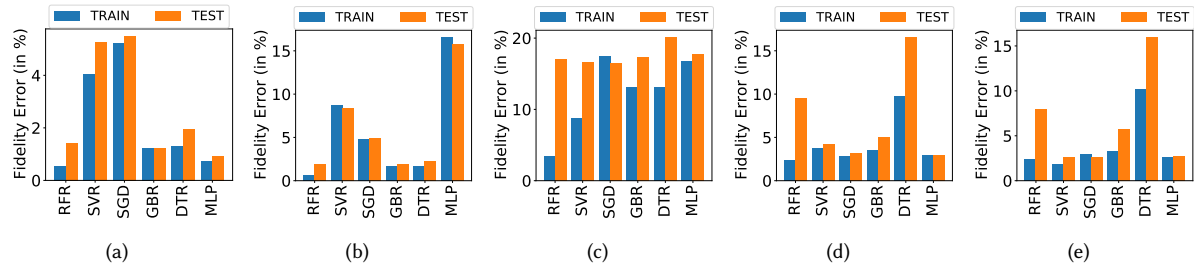 TRAIN TEST
Fidelity Error (in %)
4
2
0
RFR SVR SGD GBR DTR MLP
(a)
TRAIN TEST
Fidelity Error (in %)
15
10
5
0
RFR SVR SGD GBR DTR MLP
(b)
TRAIN TEST
Fidelity Error (in %)
20
10
0
RFR SVR SGD GBR DTR MLP
(c)
TRAIN TEST
Fidelity Error (in %)
15
10
5
0
RFR SVR SGD GBR DTR MLP
(d)
TRAIN TEST
Fidelity Error (in %)
15
10
5
0
RFR SVR SGD GBR DTR MLP
(e)